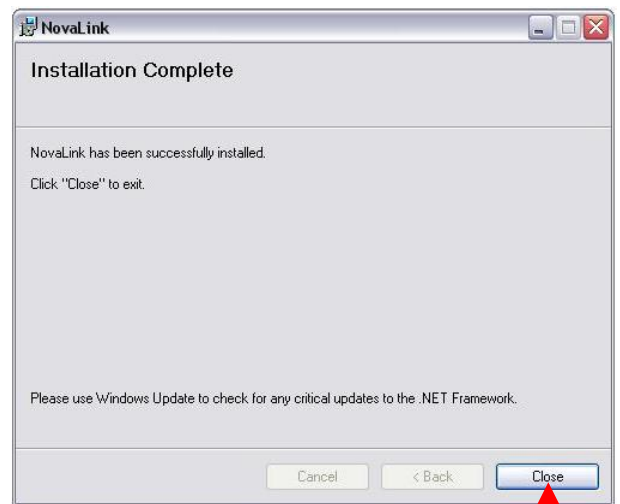 NovaLink
Installation Complete
NovaLink has been successfully installed.
Click "Close" to exit.
Please use Windows Update to check for any critical updates to the .NET Framework.
Cancel
< Back
Close